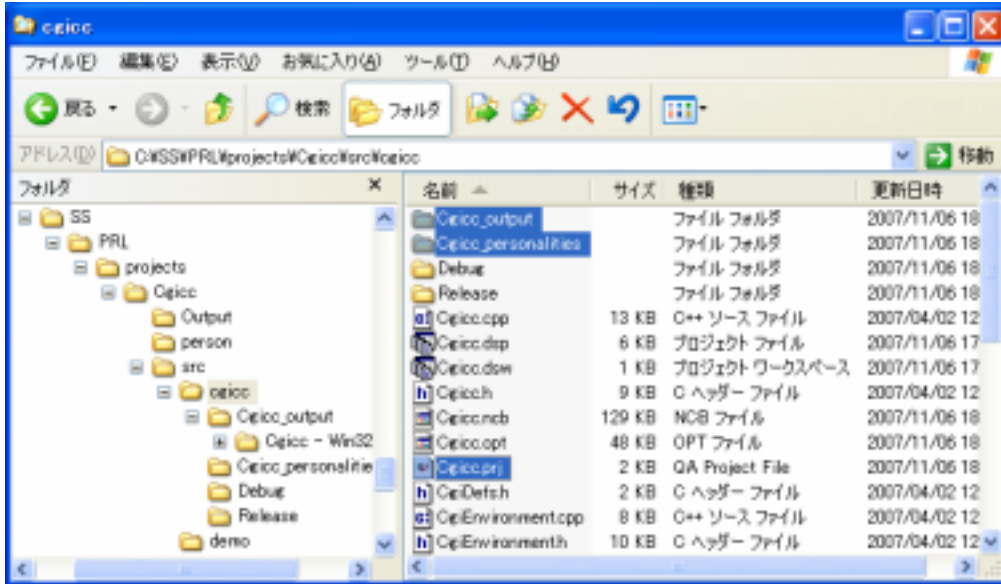 cgicc
ファイル(F) 編集(E) 表示(V) お気に入り(A) ツール(T) ヘルプ(H)
戻る 検索 フォルダ
アドレス(D) C:¥SS¥PRL¥projects¥Cgicc¥src¥cgicc 移動
フォルダ
SS
PRL
projects
Cgicc
Output
person
src
cgicc
Cgicc_output
Cgicc - Win32
Cgicc_personalitie
Debug
Release
demo
名前 サイズ 種類 更新日時
Cgicc_output ファイル フォルダ 2007/11/06 18
Cgicc_personalities ファイル フォルダ 2007/11/06 18
Debug ファイル フォルダ 2007/11/06 18
Release ファイル フォルダ 2007/11/06 18
Cgicc.cpp 13 KB C++ ソース ファイル 2007/04/02 12
Cgicc.dsp 6 KB プロジェクト ファイル 2007/11/06 17
Cgicc.dsw 1 KB プロジェクト ワークスペース 2007/11/06 17
Cgicc.h 9 KB C ヘッダー ファイル 2007/04/02 12
Cgicc.ncb 129 KB NCB ファイル 2007/11/06 18
Cgicc.opt 48 KB OPT ファイル 2007/11/06 18
Cgicc.prj 2 KB QA Project File 2007/11/06 18
CgiDefs.h 2 KB C ヘッダー ファイル 2007/04/02 12
CgiEnvironment.cpp 8 KB C++ ソース ファイル 2007/04/02 12
CgiEnvironment.h 10 KB C ヘッダー ファイル 2007/04/02 12